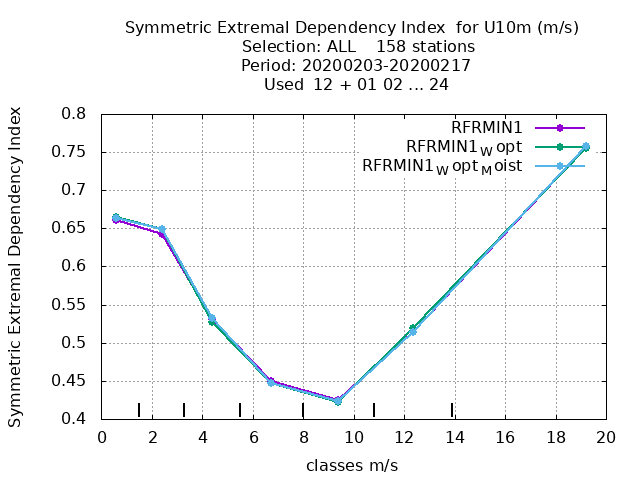 Symmetric Extremal Dependency Index  for U10m (m/s)
Selection: ALL    158 stations
Period: 20200203-20200217
Used  12 + 01 02 ... 24
Symmetric Extremal Dependency Index
0.8
0.75
0.7
0.65
0.6
0.55
0.5
0.45
0.4
RFRMIN1
RFRMIN1W opt
RFRMIN1W optM oist
0 2 4 6 8 10 12 14 16 18 20
classes m/s